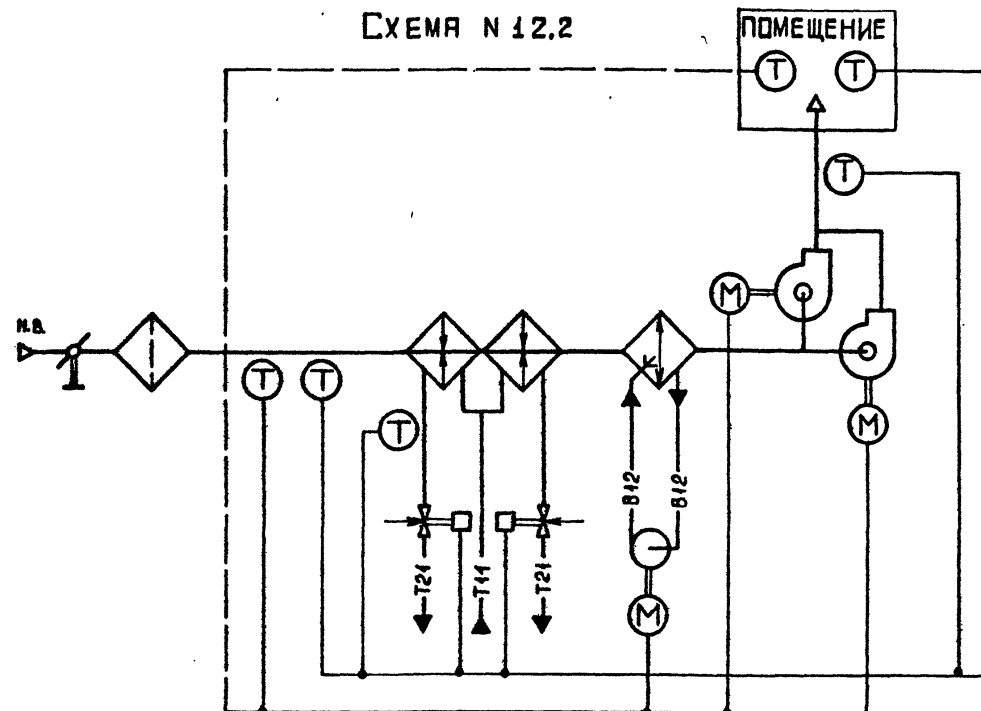 СХЕМА N 12.2
ПОМЕЩЕНИЕ
Т Т
Т
М
Н.В.
Т Т
Т
М
В12 В12
Т21 Т11 Т21
М